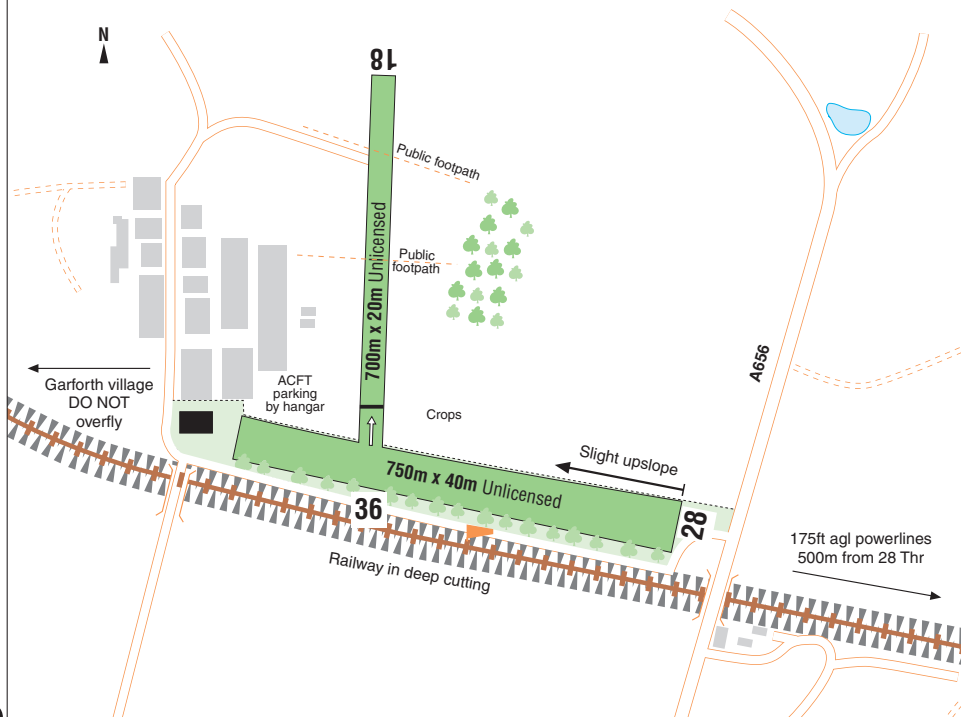 N
18
Public footpath
Public
footpath
700m x 20m Unlicensed
A656
Garforth village
DO NOT
overfly
ACFT
parking
by hangar
Crops
Slight upslope
750m x 40m Unlicensed
36
28
175ft agl powerlines
500m from 28 Thr
Railway in deep cutting